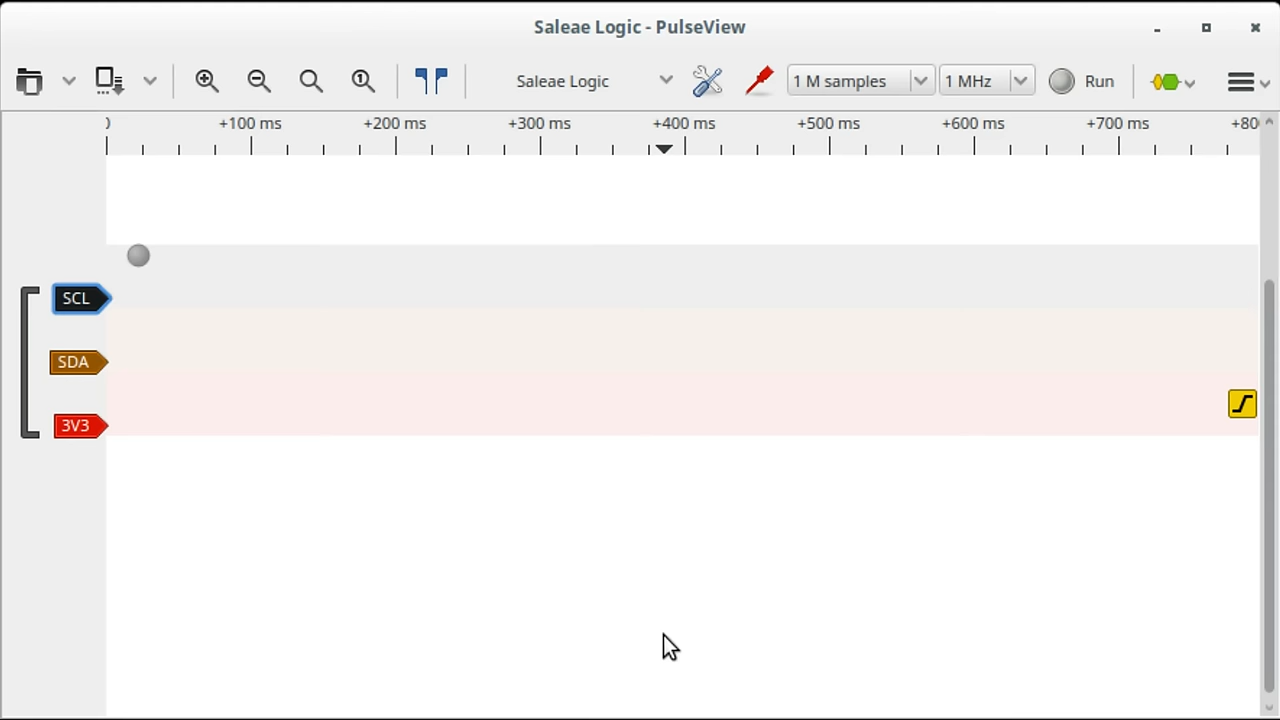 Saleae Logic - PulseView
Saleae Logic 1 M samples 1 MHz Run
+100 ms +200 ms +300 ms +400 ms +500 ms +600 ms +700 ms +80
SCL
SDA
3V3